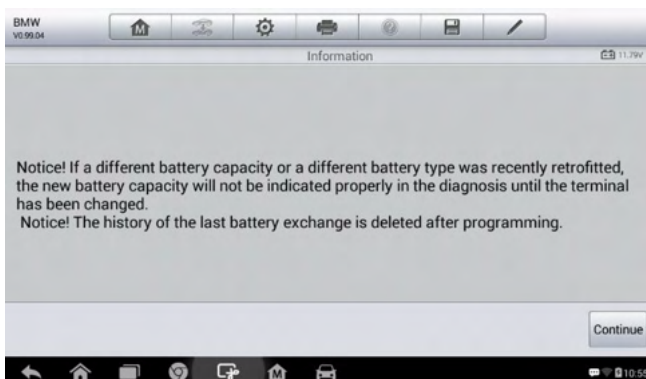 BMW
V0.99.04
Information
11.79V
Notice! If a different battery capacity or a different battery type was recently retrofitted,
the new battery capacity will not be indicated properly in the diagnosis until the terminal
has been changed.
Notice! The history of the last battery exchange is deleted after programming.
Continue
10:55